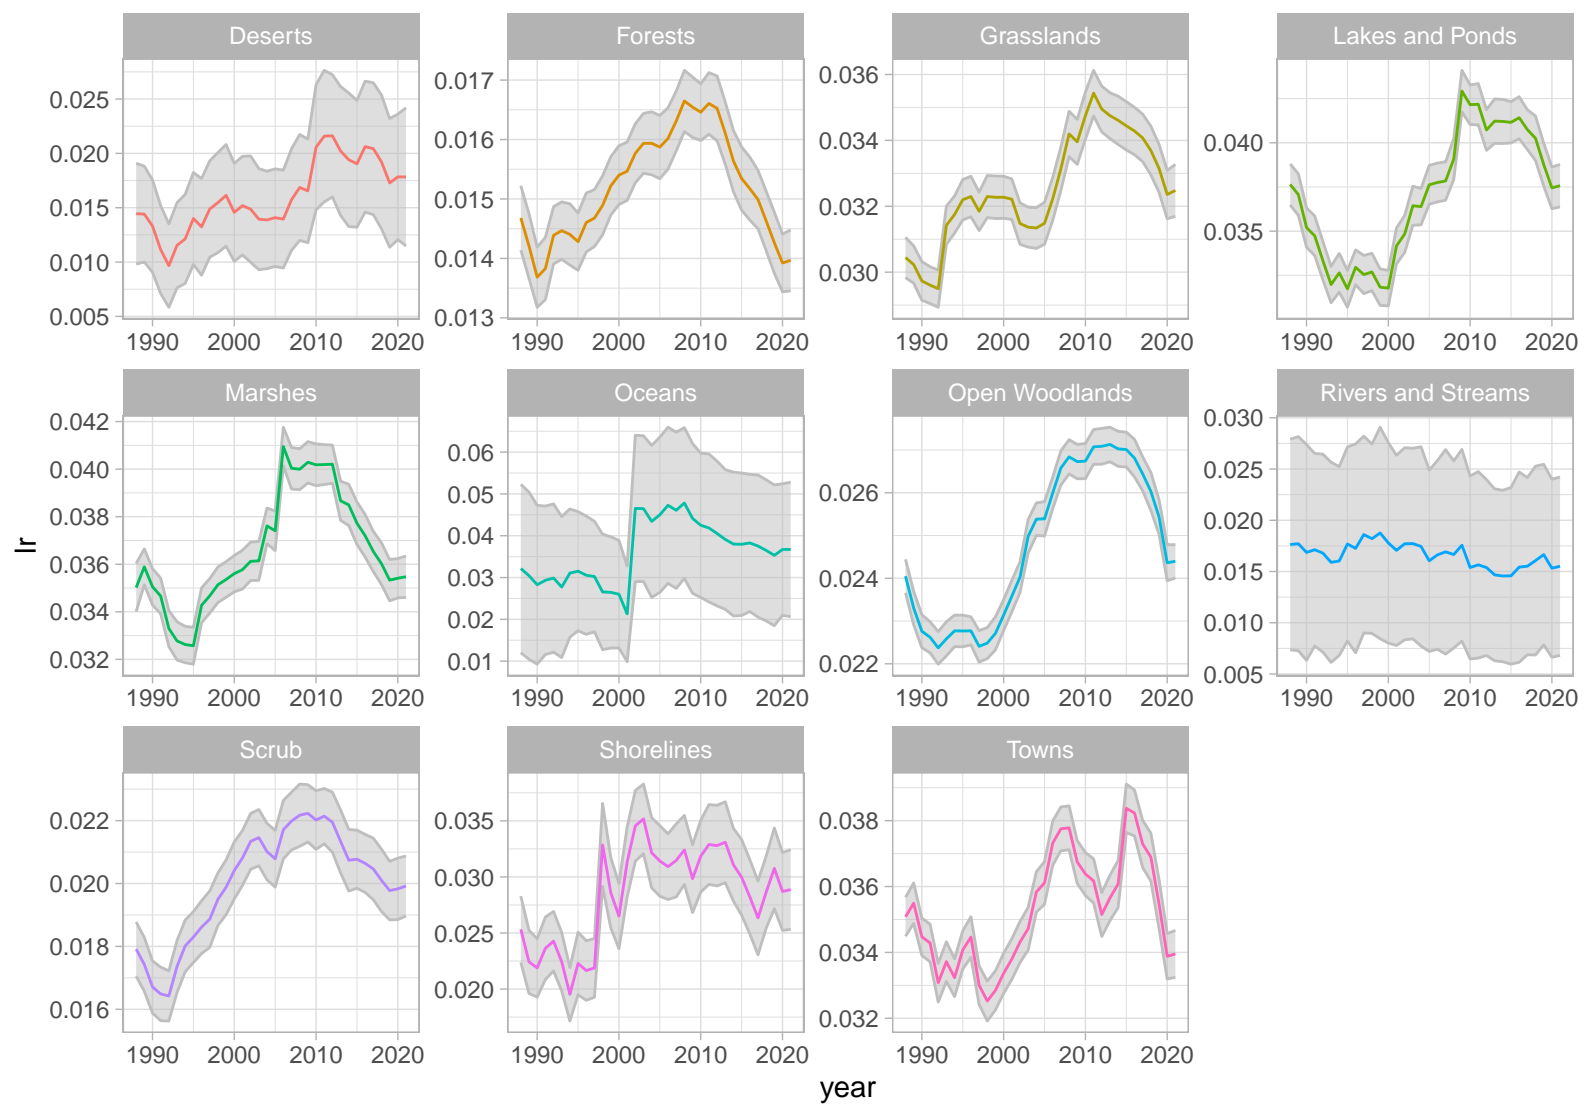 Deserts Forests Grasslands Lakes and Ponds
0.025 0.020 0.015 0.010 0.005
0.017 0.016 0.015 0.014 0.013
0.036 0.034 0.032 0.030
0.040 0.035
1990 2000 2010 2020 1990 2000 2010 2020 1990 2000 2010 2020 1990 2000 2010 2020
Marshes Oceans Open Woodlands Rivers and Streams
0.042 0.040 0.038 0.036 0.034 0.032
0.06 0.05 0.04 0.03 0.02 0.01
0.026 0.024 0.022
0.030 0.025 0.020 0.015 0.010 0.005
lr
1990 2000 2010 2020 1990 2000 2010 2020 1990 2000 2010 2020 1990 2000 2010 2020
Scrub Shorelines Towns
0.022 0.020 0.018 0.016
0.035 0.030 0.025 0.020
0.038 0.036 0.034 0.032
1990 2000 2010 2020 1990 2000 2010 2020 1990 2000 2010 2020
year